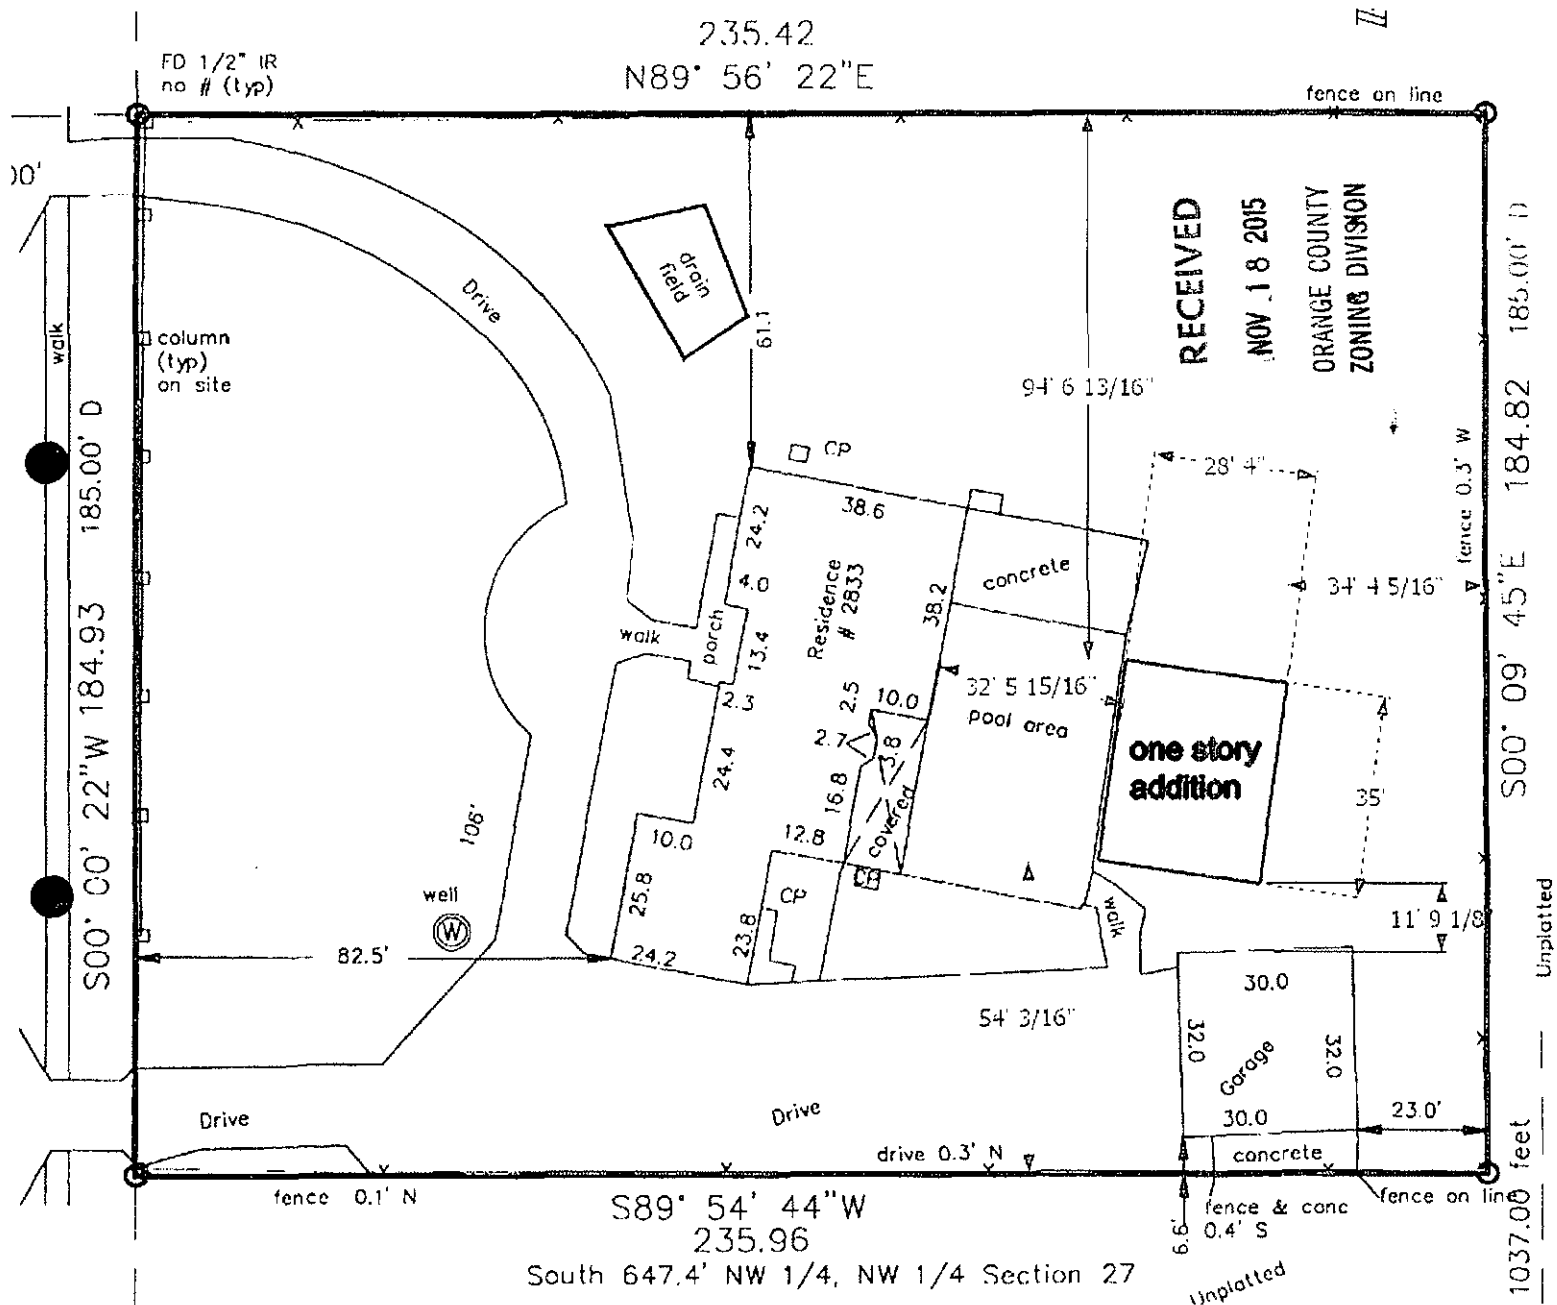 235.42
N89° 56' 22"E
FD 1/2" IR
no # (typ)
fence on line
00'
walk
Drive
column
(typ)
on site
drain
field
61.1
94' 6 13/16"
RECEIVED
NOV 18 2015
ORANGE COUNTY
ZONING DIVISION
S00° 00' 22"W 184.93 185.00' D
S00° 09' 45"E 184.82 185.00' D
fence 0.3' W
28' 4"
34' 4 5/16"
CP
38.6
24.2
4.0
porch
13.4
2.3
walk
Residence
# 2833
38.2
concrete
32' 5 15/16"
pool area
2.5
10.0
2.7
3.8
16.8
covered
24.4
10.0
12.8
25.8
CP
CP
23.8
24.2
one story
addition
35'
11' 9 1/8"
walk
106'
well
W
82.5'
54' 3/16"
30.0
32.0
32.0
Garage
30.0
23.0'
Unplatted
Drive
Drive
drive 0.3' N
concrete
fence 0.1' N
fence on line
fence & conc
0.4' S
6.6
S89° 54' 44"W
235.96
South 647.4' NW 1/4, NW 1/4 Section 27
Unplatted
1037.00 feet